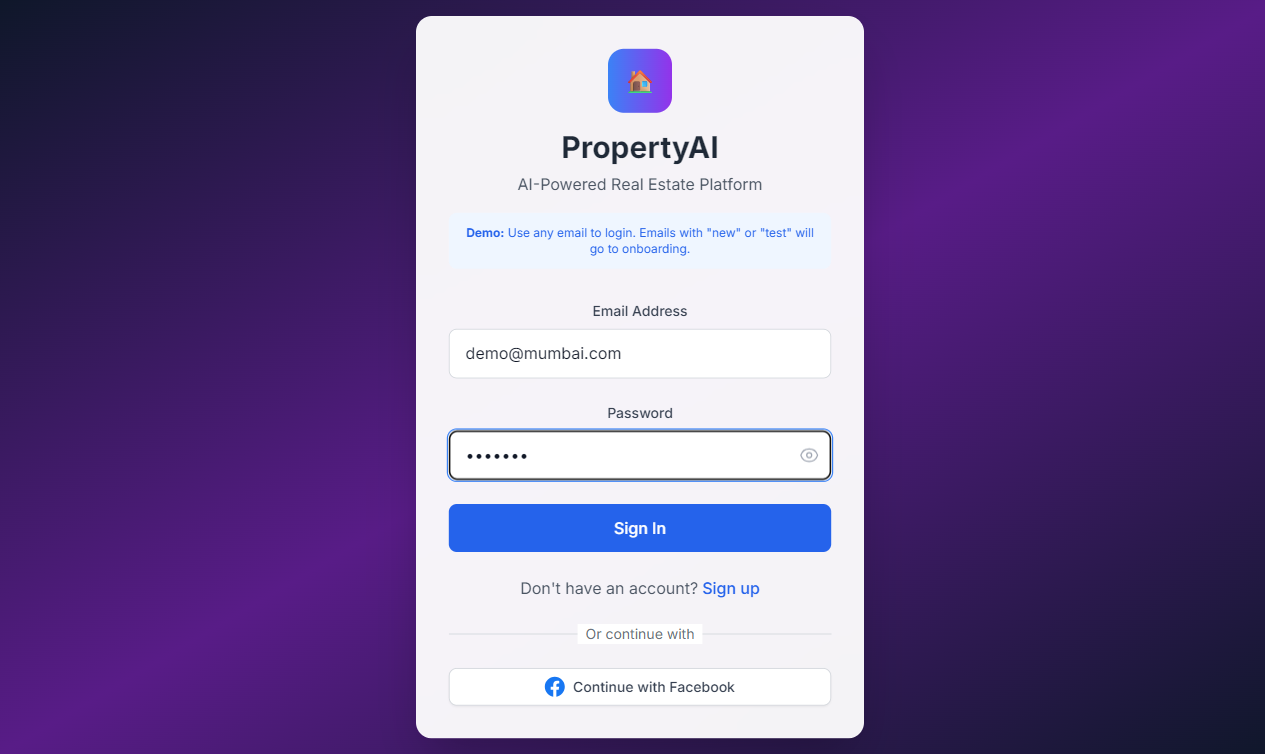 PropertyAI
AI-Powered Real Estate Platform
Demo: Use any email to login. Emails with "new" or "test" will
go to onboarding.
Email Address
demo@mumbai.com
Password
•••••••
Sign In
Don't have an account? Sign up
Or continue with
Continue with Facebook